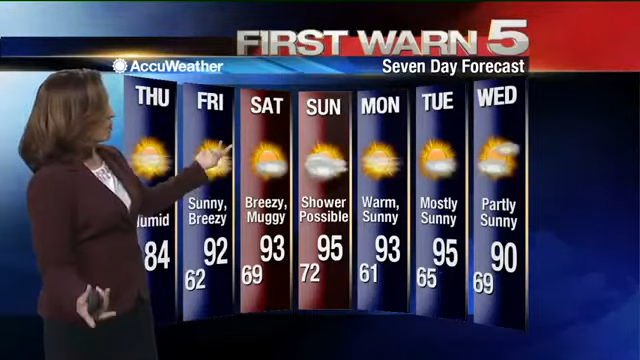 FIRST WARN 5
AccuWeather
Seven Day Forecast
THU
FRI
SAT
SUN
MON
TUE
WED
Sunny,
Breezy
Breezy,
Muggy
Shower
Possible
Warm,
Sunny
Mostly
Sunny
Partly
Sunny
84
92
93
95
93
95
90
62
69
72
61
65
69